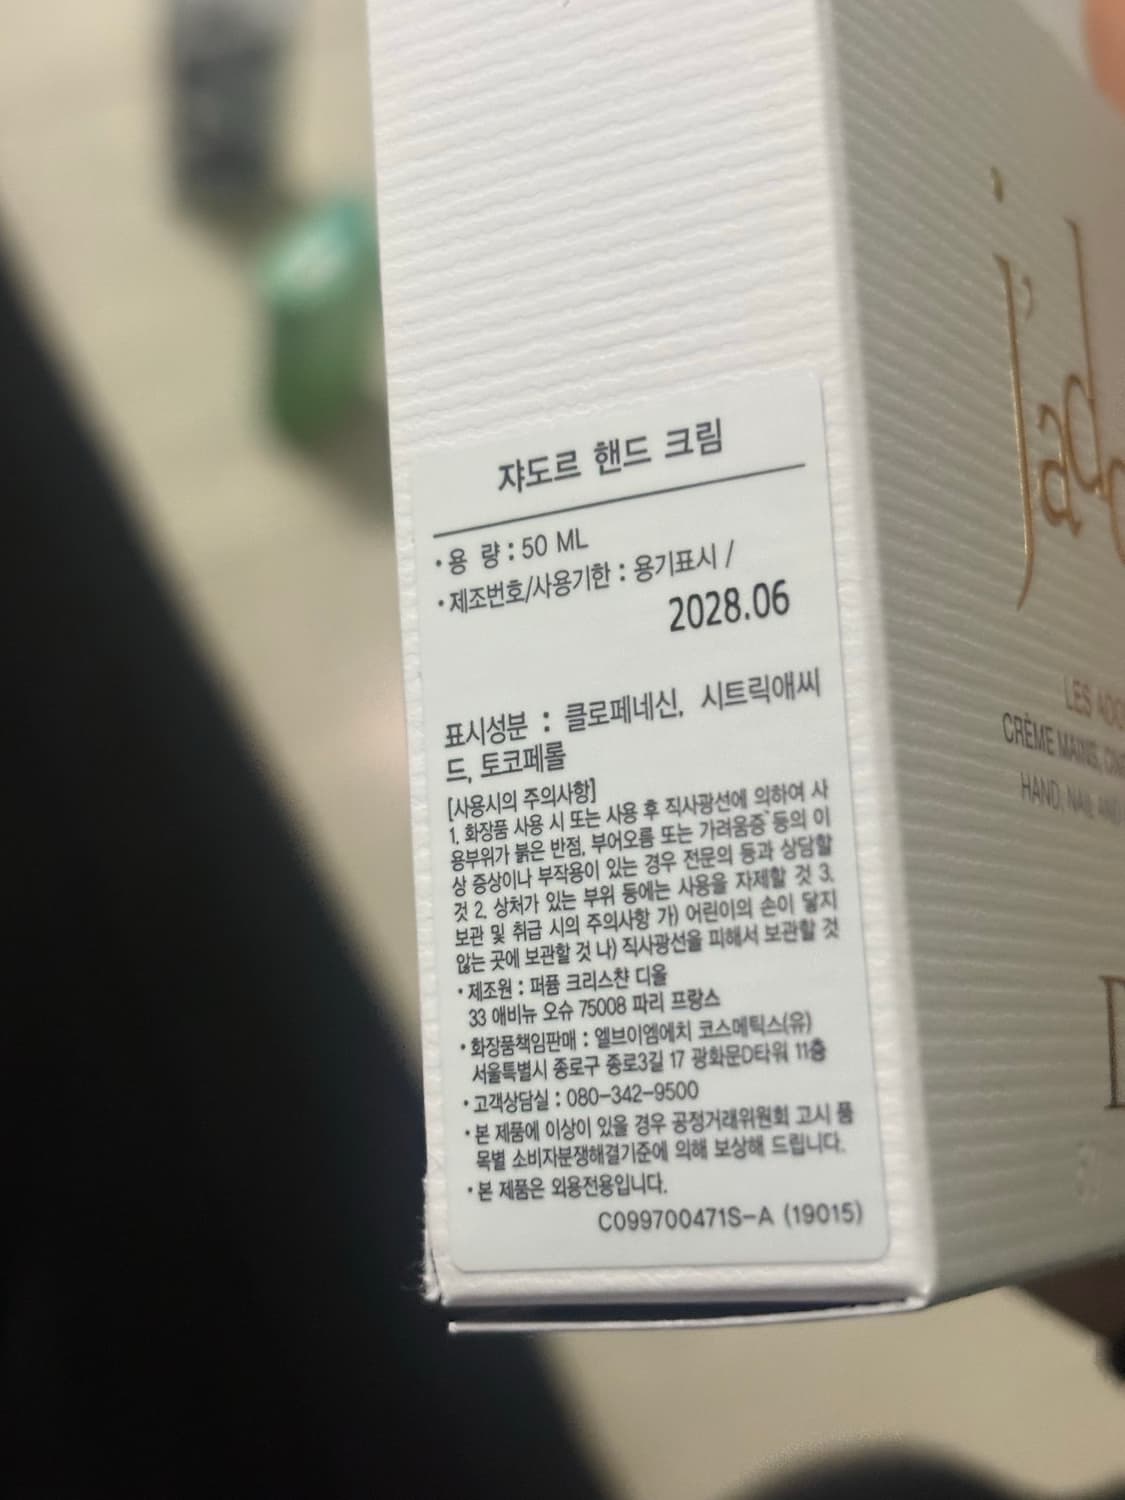 쟈도르 핸드 크림
· 용 량 : 50 ML
· 제조번호/사용기한 : 용기표시 /
2028.06
표시성분 : 클로페네신, 시트릭애씨
드, 토코페롤
[사용시의 주의사항]
1. 화장품 사용 시 또는 사용 후 직사광선에 의하여 사
용부위가 붉은 반점, 부어오름 또는 가려움증 등의 이
상 증상이나 부작용이 있는 경우 전문의 등과 상담할
것 2. 상처가 있는 부위 등에는 사용을 자제할 것 3.
보관 및 취급 시의 주의사항 가) 어린이의 손이 닿지
않는 곳에 보관할 것 나) 직사광선을 피해서 보관할 것
· 제조원 : 퍼퓸 크리스챤 디올
33 애비뉴 오슈 75008 파리 프랑스
· 화장품책임판매 : 엘브이엠에치 코스메틱스(유)
서울특별시 종로구 종로3길 17 광화문D타워 11층
· 고객상담실 : 080-342-9500
· 본 제품에 이상이 있을 경우 공정거래위원회 고시 품
목별 소비자분쟁해결기준에 의해 보상해 드립니다.
· 본 제품은 외용전용입니다.
C099700471S-A (19015)
j'ad
LES
CRÈME MAINS,
HAND, NAIL